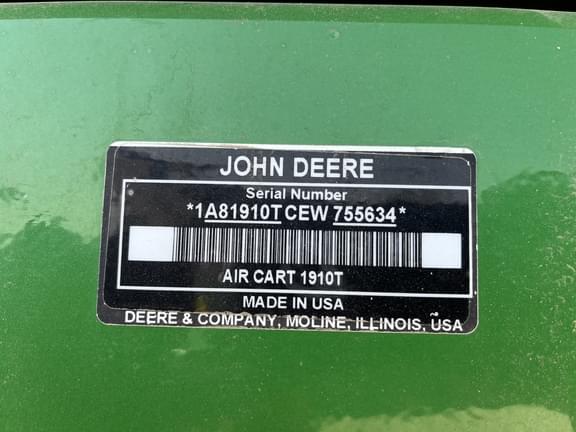 JOHN DEERE
Serial Number
*1A81910TCEW755634*
AIR CART 1910T
MADE IN USA
DEERE & COMPANY, MOLINE, ILLINOIS, USA